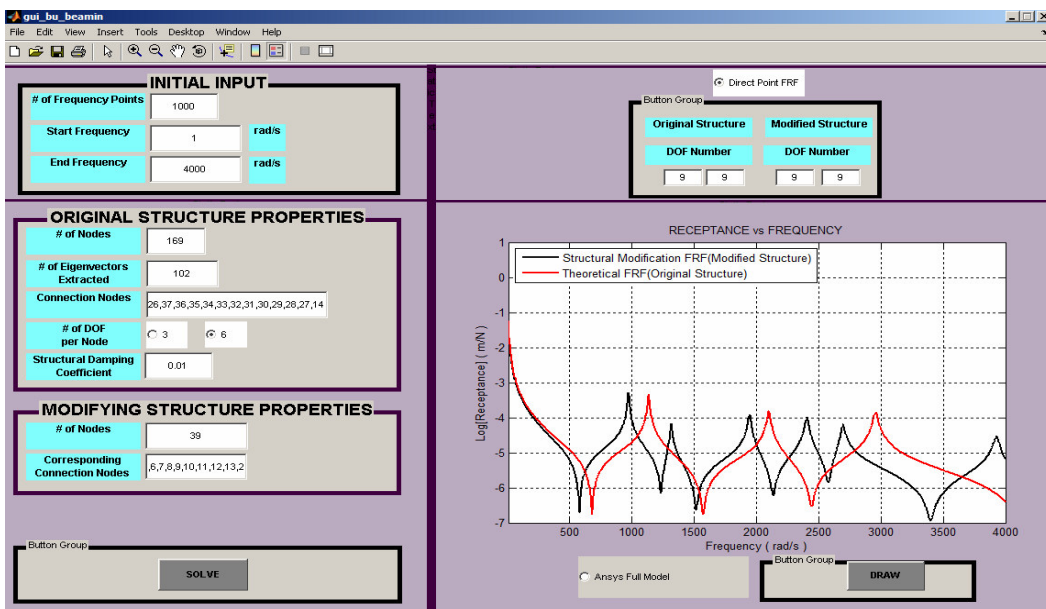 gui_bu_beamin
File Edit View Insert Tools Desktop Window Help
INITIAL INPUT
# of Frequency Points 1000
Start Frequency 1 rad/s
End Frequency 4000 rad/s
ORIGINAL STRUCTURE PROPERTIES
# of Nodes 169
# of Eigenvectors
Extracted 102
Connection Nodes 26,37,36,35,34,33,32,31,30,29,28,27,14
# of DOF
per Node 3 6
Structural Damping
Coefficient 0.01
MODIFYING STRUCTURE PROPERTIES
# of Nodes 39
Corresponding
Connection Nodes ,6,7,8,9,10,11,12,13,2
Button Group
SOLVE
Direct Point FRF
Button Group
Original Structure Modified Structure
DOF Number DOF Number
9 9 9 9
RECEPTANCE vs FREQUENCY
Structural Modification FRF(Modified Structure)
Theoretical FRF(Original Structure)
Log[Receptance] ( m/N )
1
0
-1
-2
-3
-4
-5
-6
-7
500 1000 1500 2000 2500 3000 3500 4000
Frequency ( rad/s )
Ansys Full Model
Button Group
DRAW